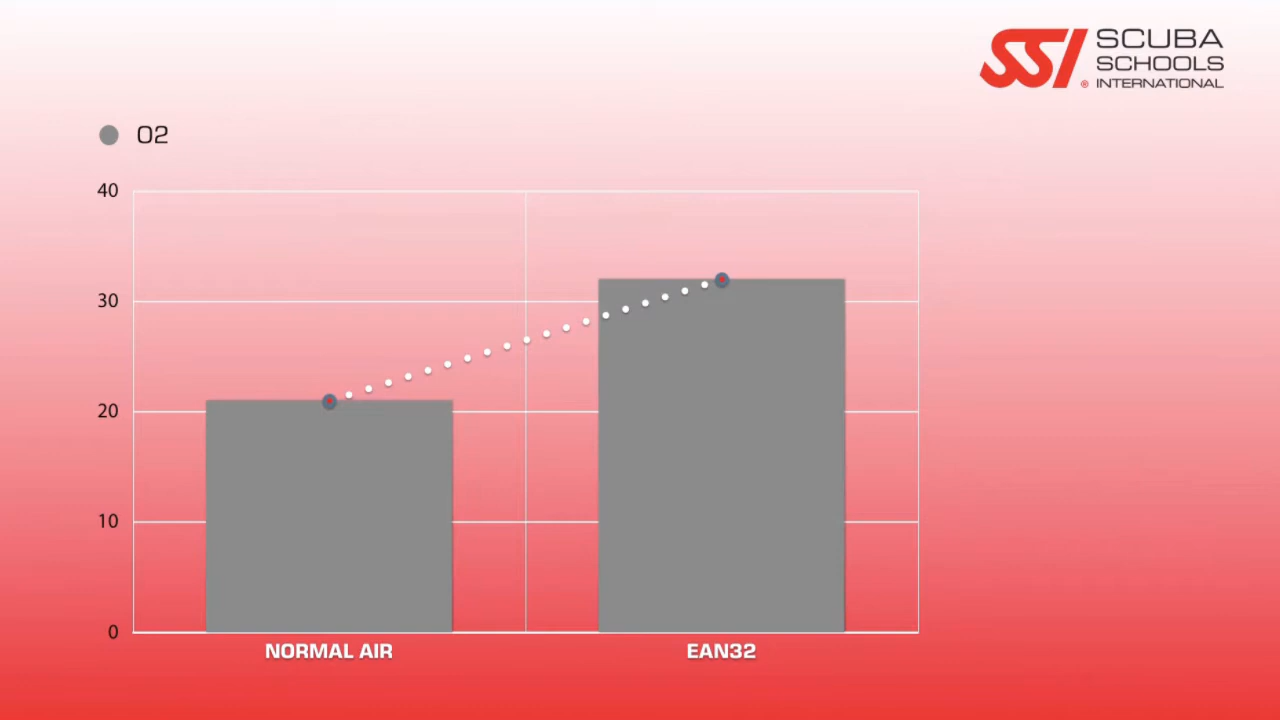 SSI® SCUBA
SCHOOLS
INTERNATIONAL
O2
40
30
20
10
0
NORMAL AIR EAN32